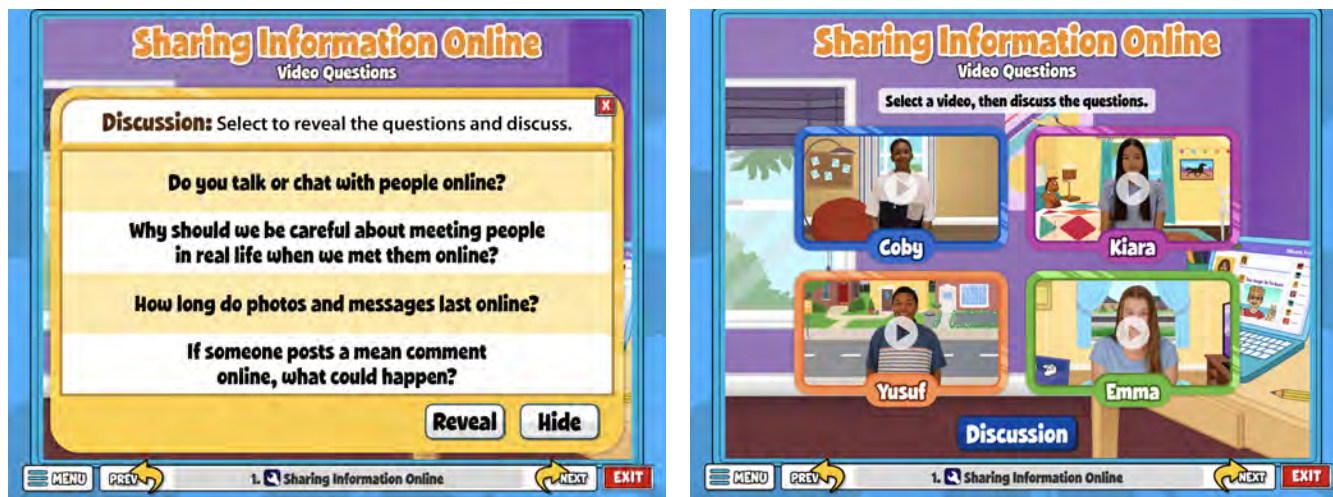 Sharing Information Online
Video Questions
X
Discussion: Select to reveal the questions and discuss.
Do you talk or chat with people online?
Why should we be careful about meeting people
in real life when we met them online?
How long do photos and messages last online?
If someone posts a mean comment
online, what could happen?
Reveal
Hide
MENU
PREV
1. Sharing Information Online
NEXT
EXIT
Sharing Information Online
Video Questions
Select a video, then discuss the questions.
Coby
Kiara
Yusuf
Emma
Discussion
MENU
PREV
1. Sharing Information Online
NEXT
EXIT